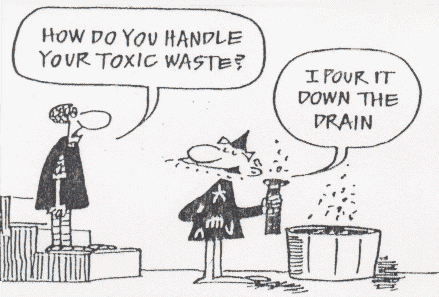 HOW DO YOU HANDLE
YOUR TOXIC WASTE?
I POUR IT
DOWN THE
DRAIN